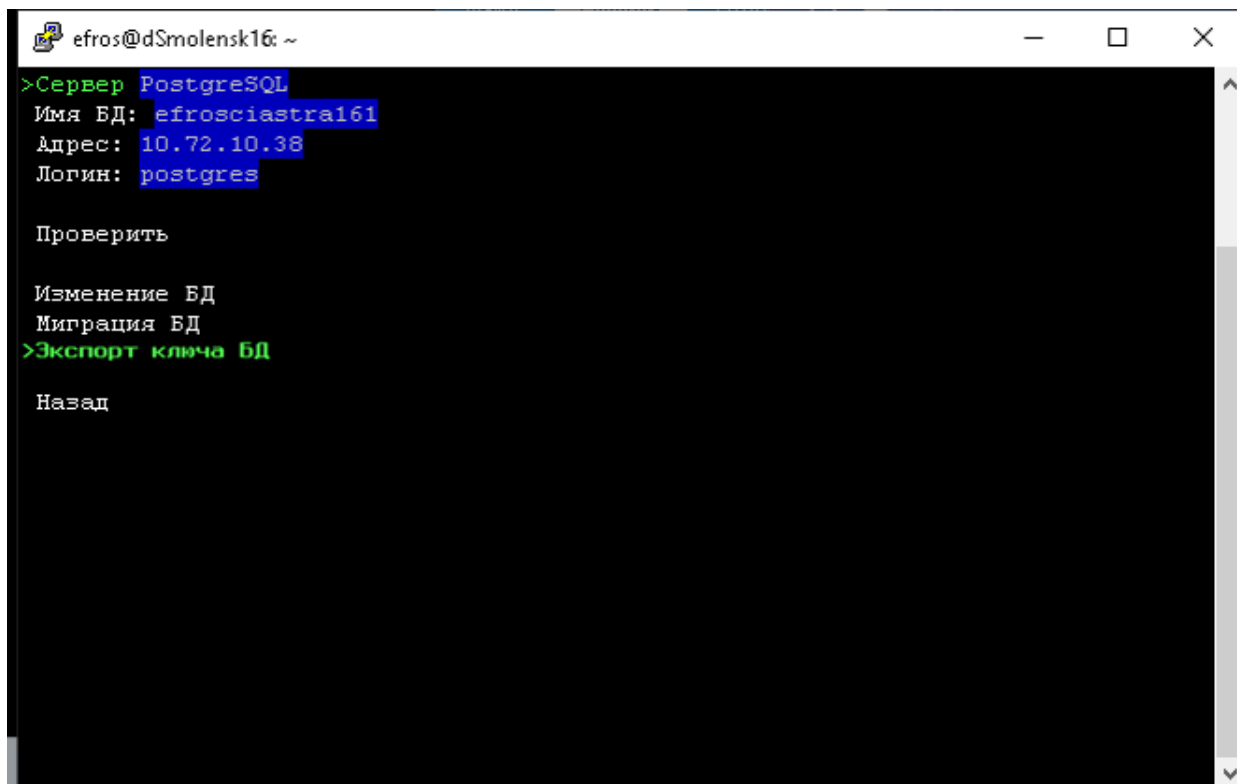 efros@dSmolensk16: ~
>Сервер PostgreSQL
Имя БД: efrosciastra161
Адрес: 10.72.10.38
Логин: postgres
Проверить
Изменение БД
Миграция БД
>Экспорт ключа БД
Назад